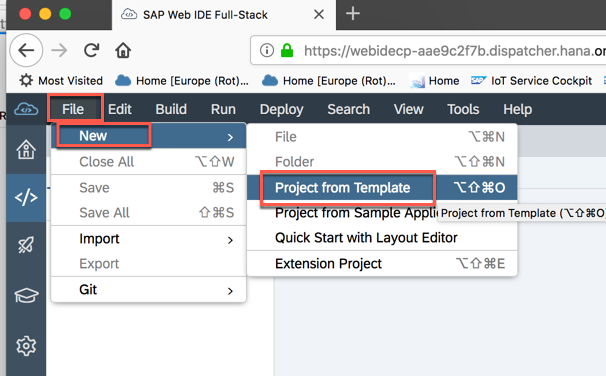 SAP Web IDE Full-Stack
https://webidecp-aae9c2f7b.dispatcher.hana.on
Most Visited Home [Europe (Rot)... Home [Europe (Rot)... Home SAP IoT Service Cockpit
File Edit Build Run Deploy Search View Tools Help
New >
Close All ⌥⇧W
Save ⌘S
Save All ⇧⌘S
Import >
Export
Git >
File ⌥⌘N
Folder ⌥⇧⌘N
Project from Template ⌥⇧⌘O
Project from Sample Appli
Project from Template (⌥⇧⌘O
Quick Start with Layout Editor
Extension Project ⌥⇧⌘E